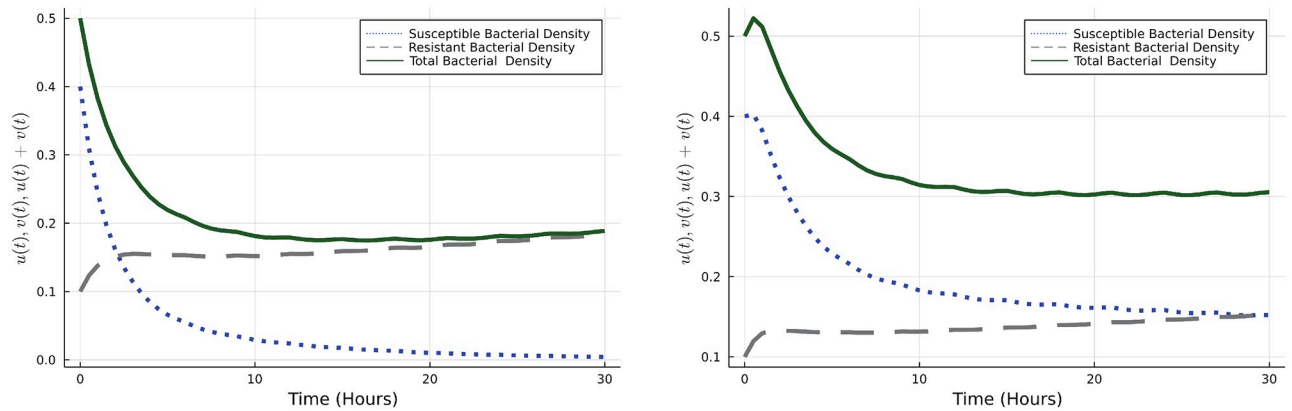 0.5
0.4
0.3
0.2
0.1
0.0
u(t), v(t), u(t) + v(t)
Susceptible Bacterial Density
Resistant Bacterial Density
Total Bacterial Density
0
10
20
30
Time (Hours)
0.5
0.4
0.3
0.2
0.1
u(t), v(t), u(t) + v(t)
Susceptible Bacterial Density
Resistant Bacterial Density
Total Bacterial Density
0
10
20
30
Time (Hours)